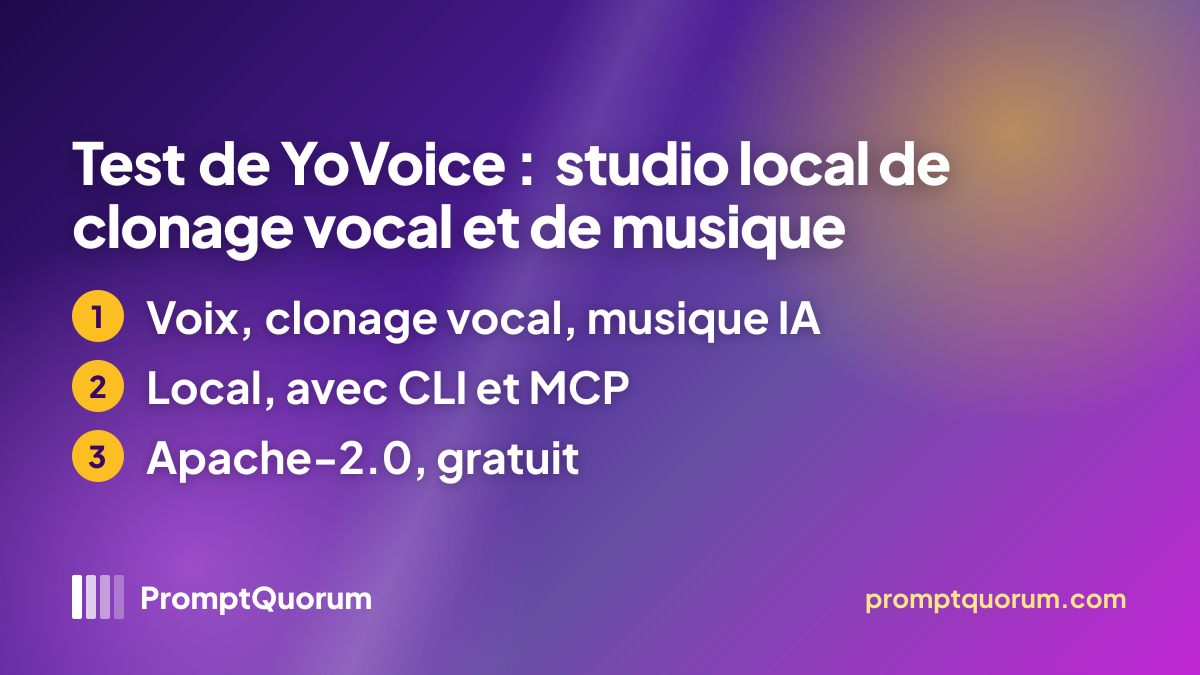 Test de YoVoice : studio local de
clonage vocal et de musique
1 Voix, clonage vocal, musique IA
2 Local, avec CLI et MCP
3 Apache-2.0, gratuit
PromptQuorum
promptquorum.com